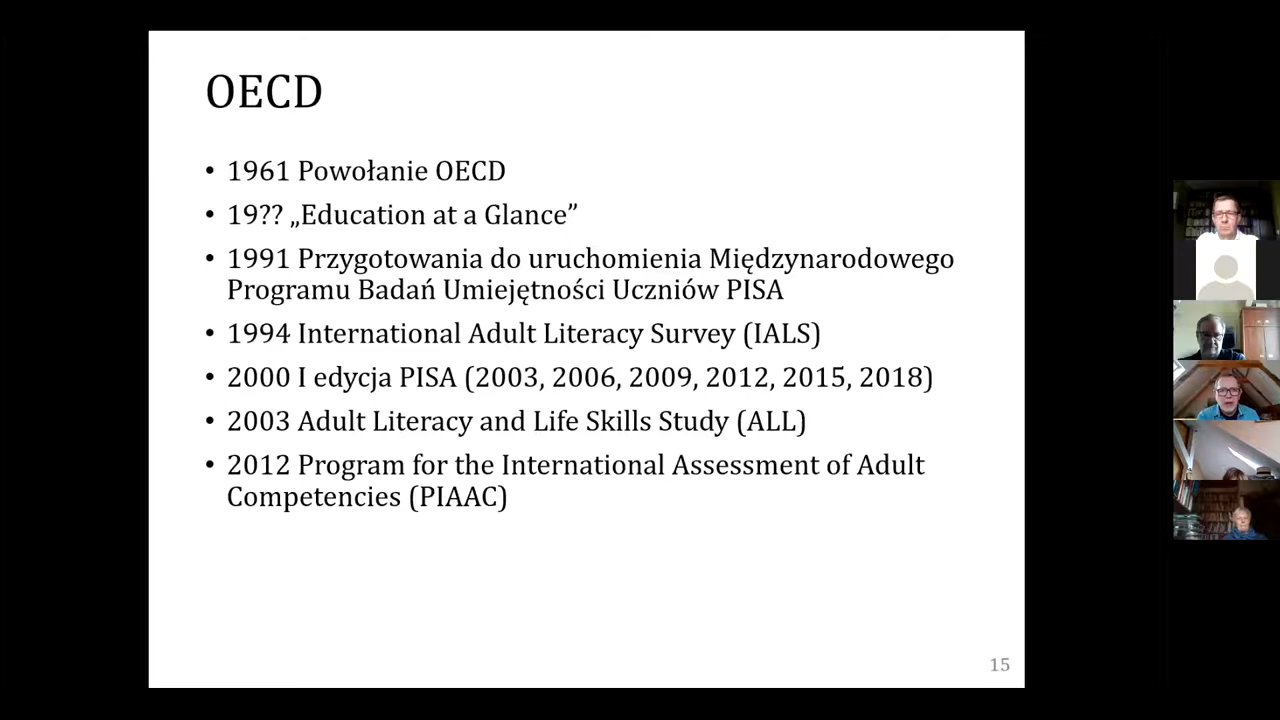 OECD
• 1961 Powołanie OECD
• 19?? „Education at a Glance”
• 1991 Przygotowania do uruchomienia Międzynarodowego
Programu Badań Umiejętności Uczniów PISA
• 1994 International Adult Literacy Survey (IALS)
• 2000 I edycja PISA (2003, 2006, 2009, 2012, 2015, 2018)
• 2003 Adult Literacy and Life Skills Study (ALL)
• 2012 Program for the International Assessment of Adult
Competencies (PIAAC)
15